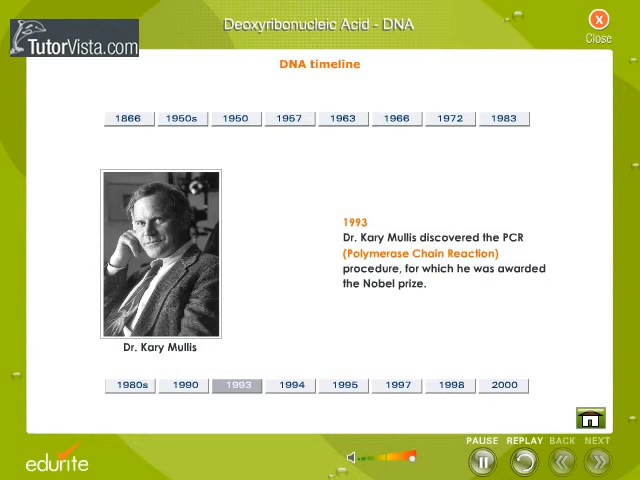 Deoxyribonucleic Acid - DNA
Close
TutorVista.com
DNA timeline
1866 1950s 1950 1957 1963 1966 1972 1983
1993
Dr. Kary Mullis discovered the PCR
(Polymerase Chain Reaction)
procedure, for which he was awarded
the Nobel prize.
Dr. Kary Mullis
1980s 1990 1993 1994 1995 1997 1998 2000
PAUSE REPLAY BACK NEXT
edurite